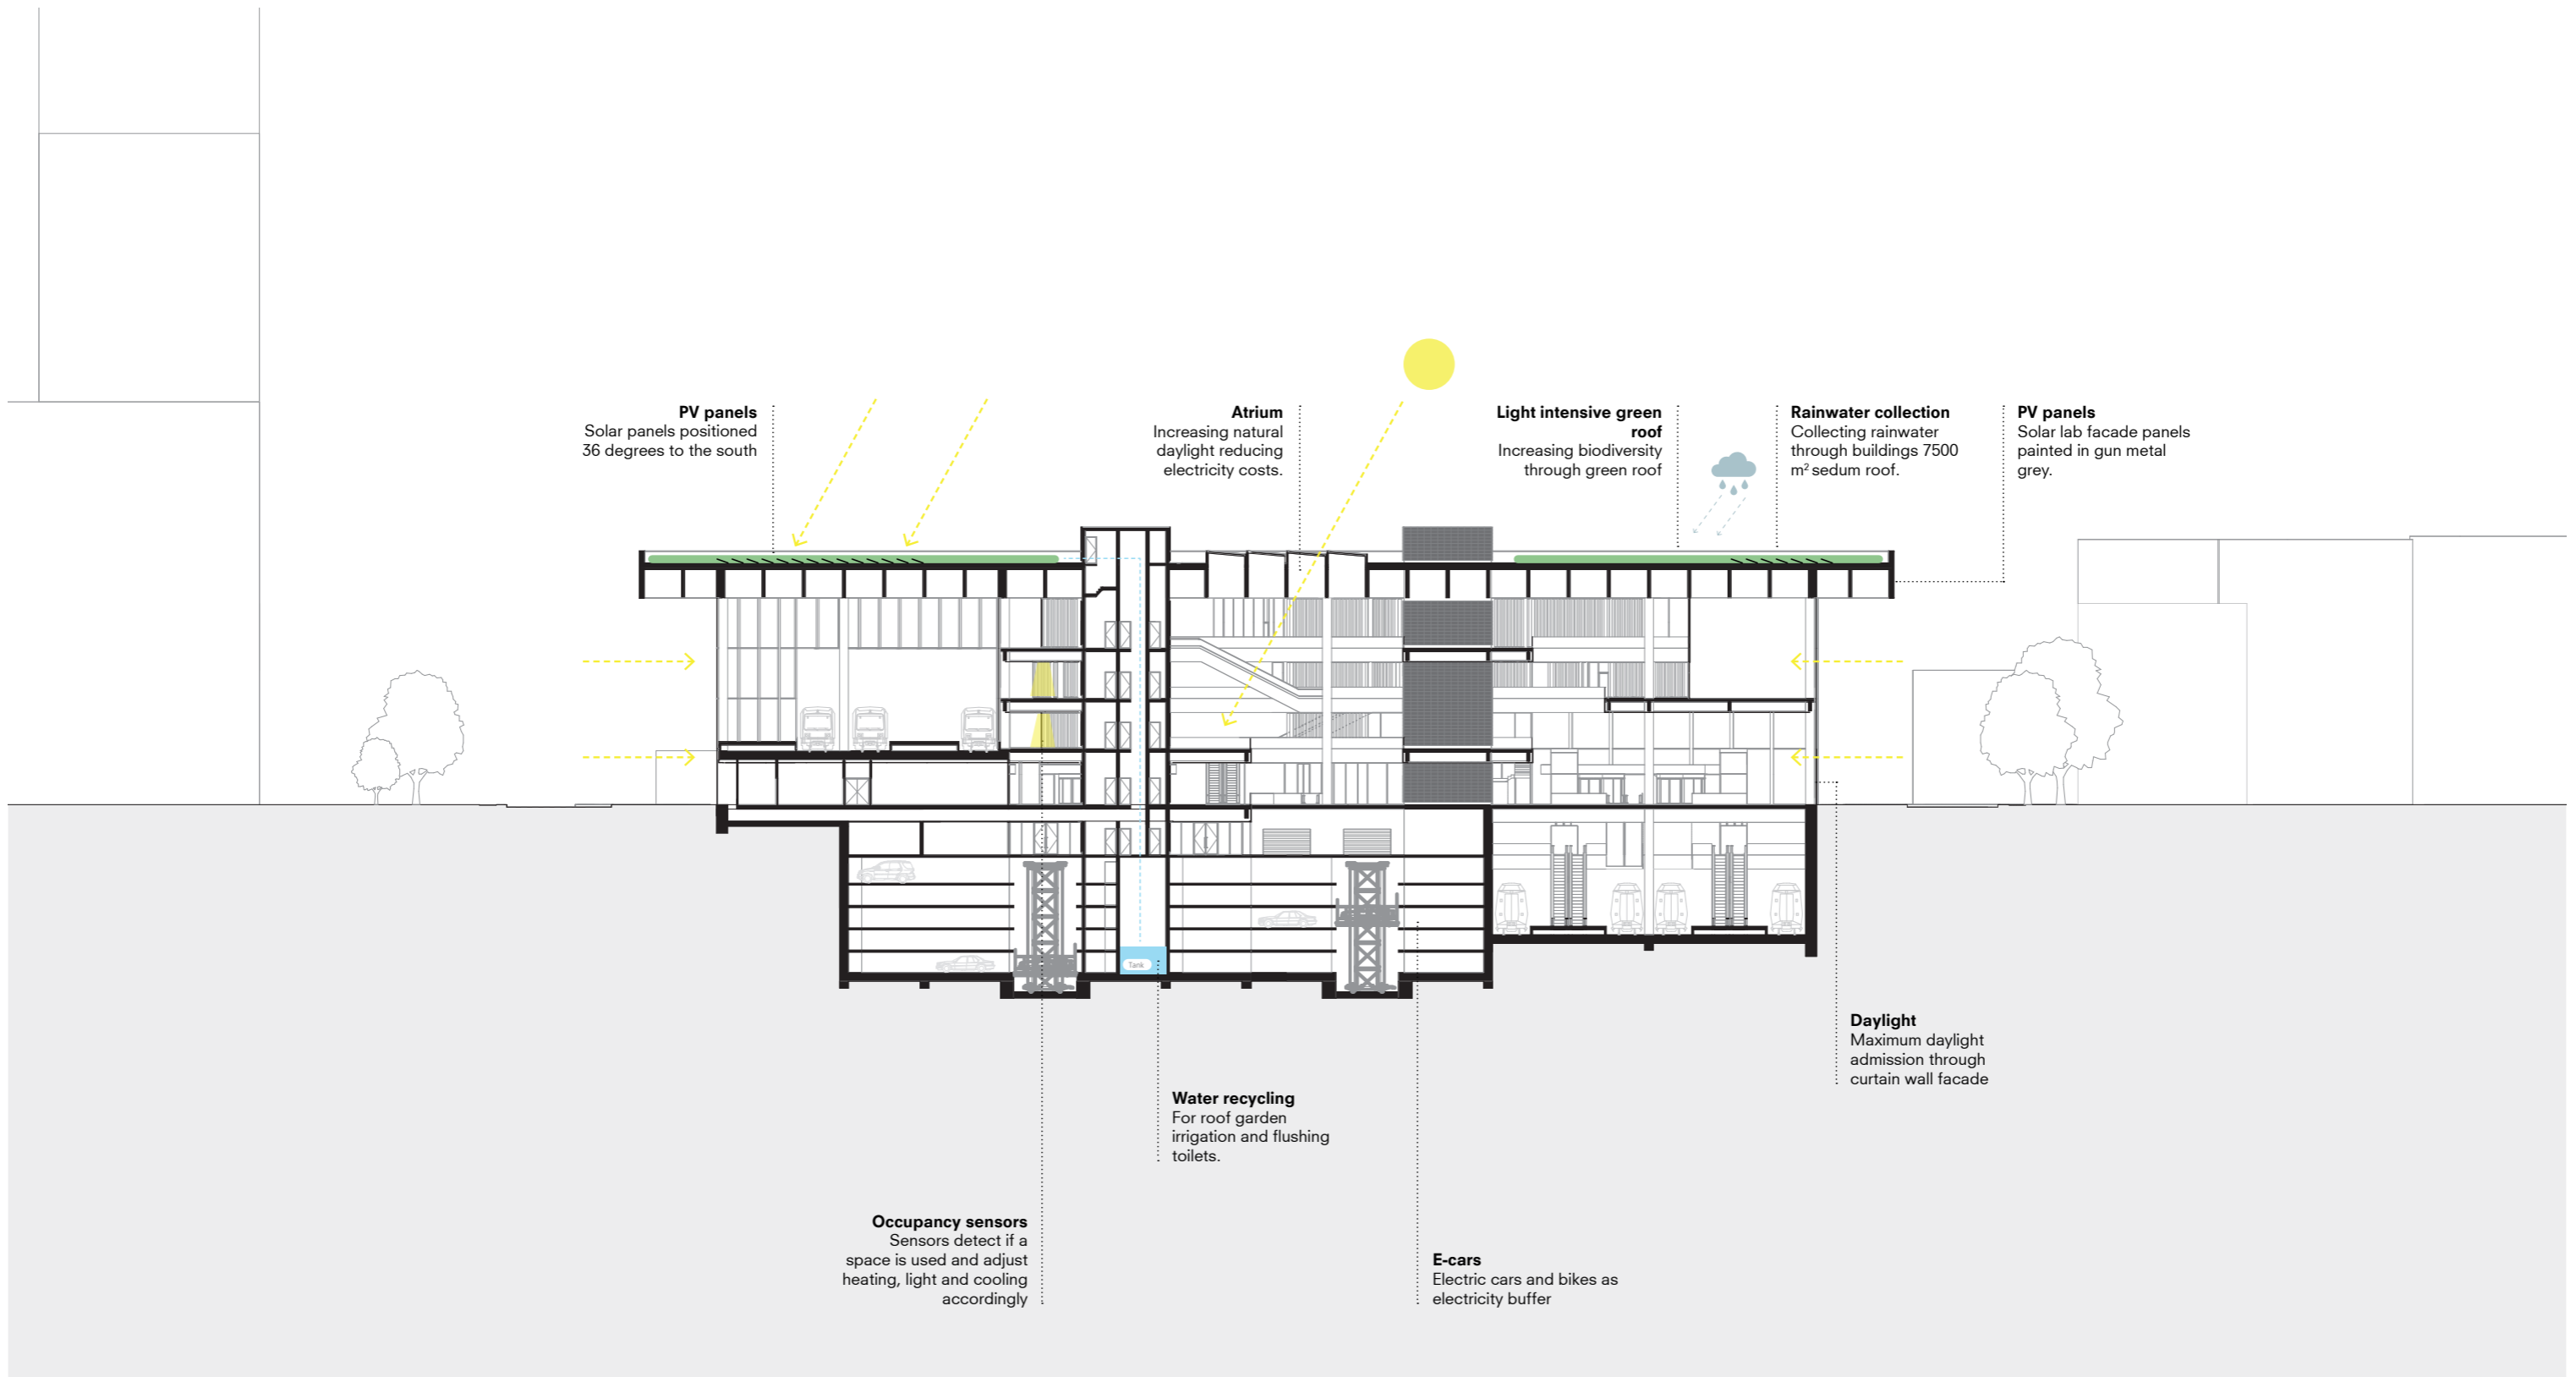 PV panels
Solar panels positioned
36 degrees to the south
Atrium
Increasing natural
daylight reducing
electricity costs.
Light intensive green
roof
Increasing biodiversity
through green roof
Rainwater collection
Collecting rainwater
through buildings 7500
m² sedum roof.
PV panels
Solar lab facade panels
painted in gun metal
grey.
Tank
Daylight
Maximum daylight
admission through
curtain wall facade
Water recycling
For roof garden
irrigation and flushing
toilets.
Occupancy sensors
Sensors detect if a
space is used and adjust
heating, light and cooling
accordingly
E-cars
Electric cars and bikes as
electricity buffer